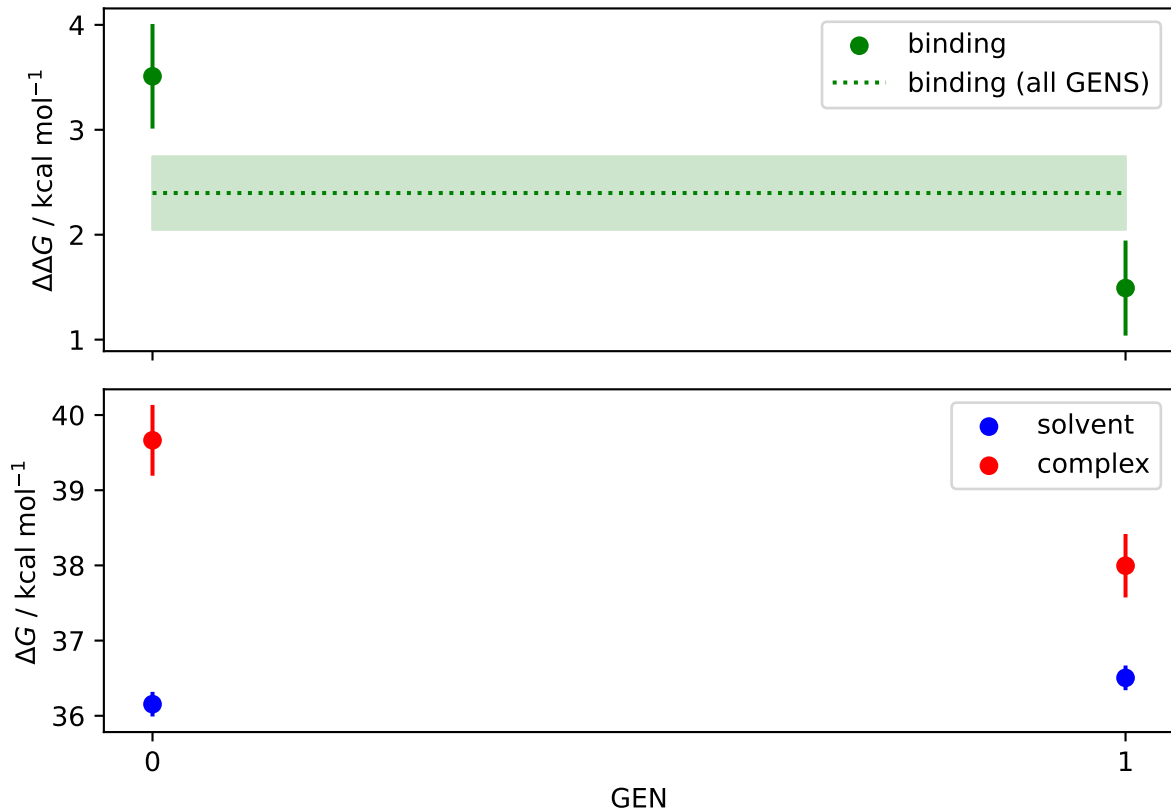 4
3
2
1
ΔΔG / kcal mol⁻¹
binding
binding (all GENS)
40
39
38
37
36
ΔG / kcal mol⁻¹
solvent
complex
0
1
GEN